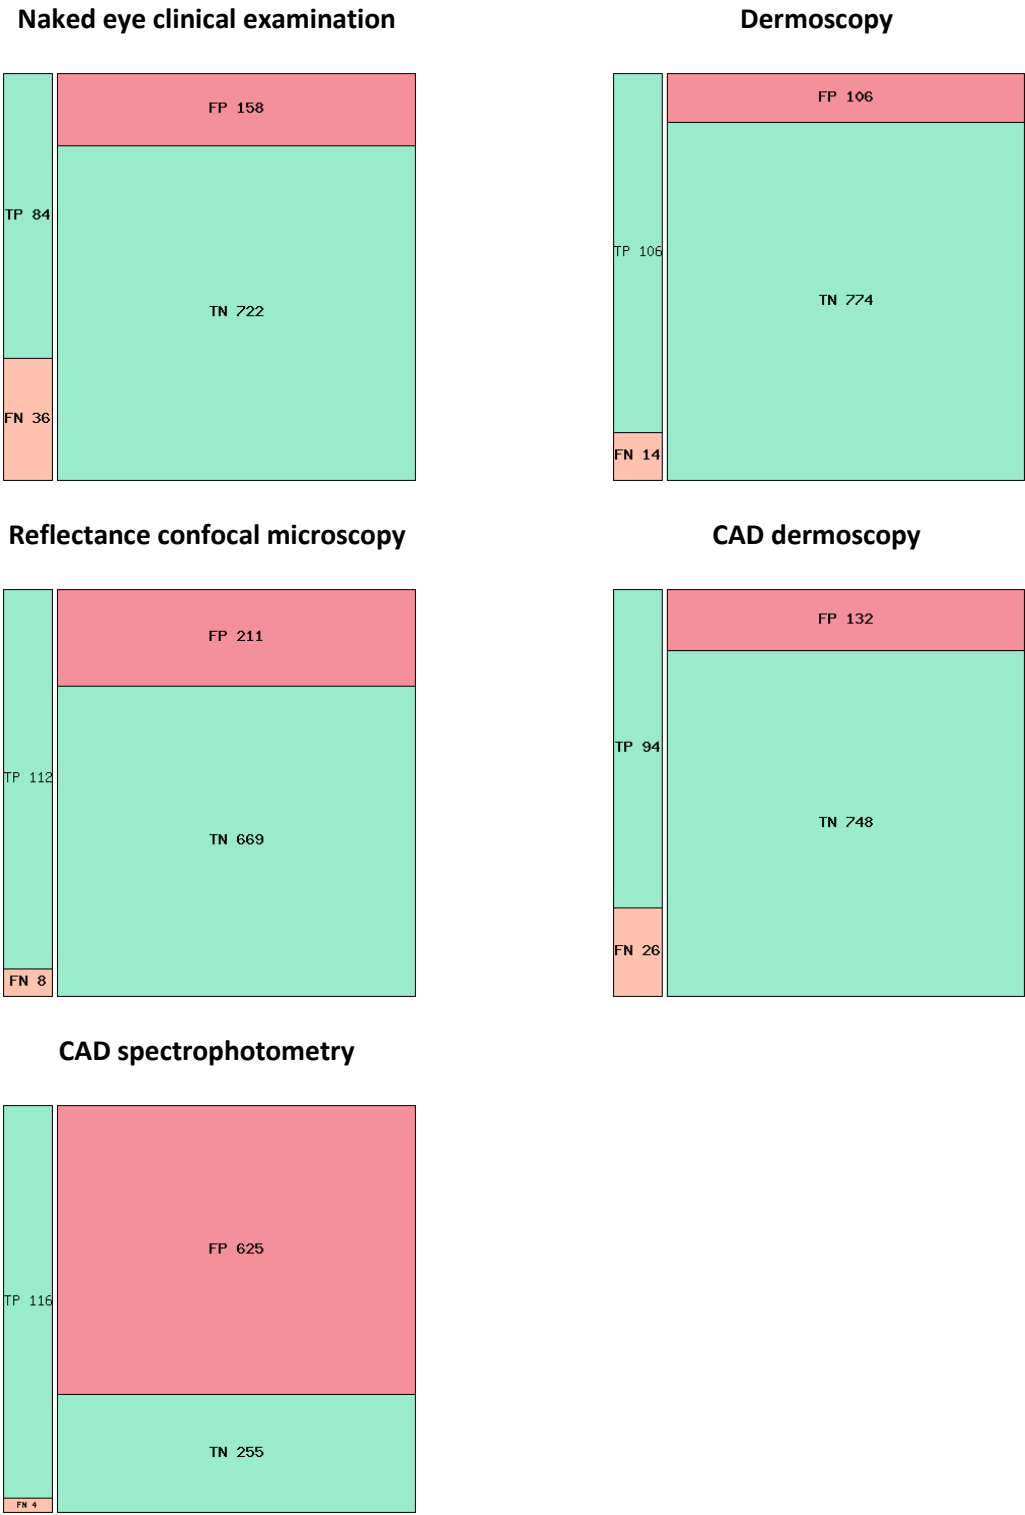 Naked eye clinical examination
FP 158
TP 84
TN 722
FN 36
Dermoscopy
FP 106
TP 106
TN 774
FN 14
Reflectance confocal microscopy
FP 211
TP 112
TN 669
FN 8
CAD dermoscopy
FP 132
TP 94
TN 748
FN 26
CAD spectrophotometry
FP 625
TP 116
TN 255
FN 4